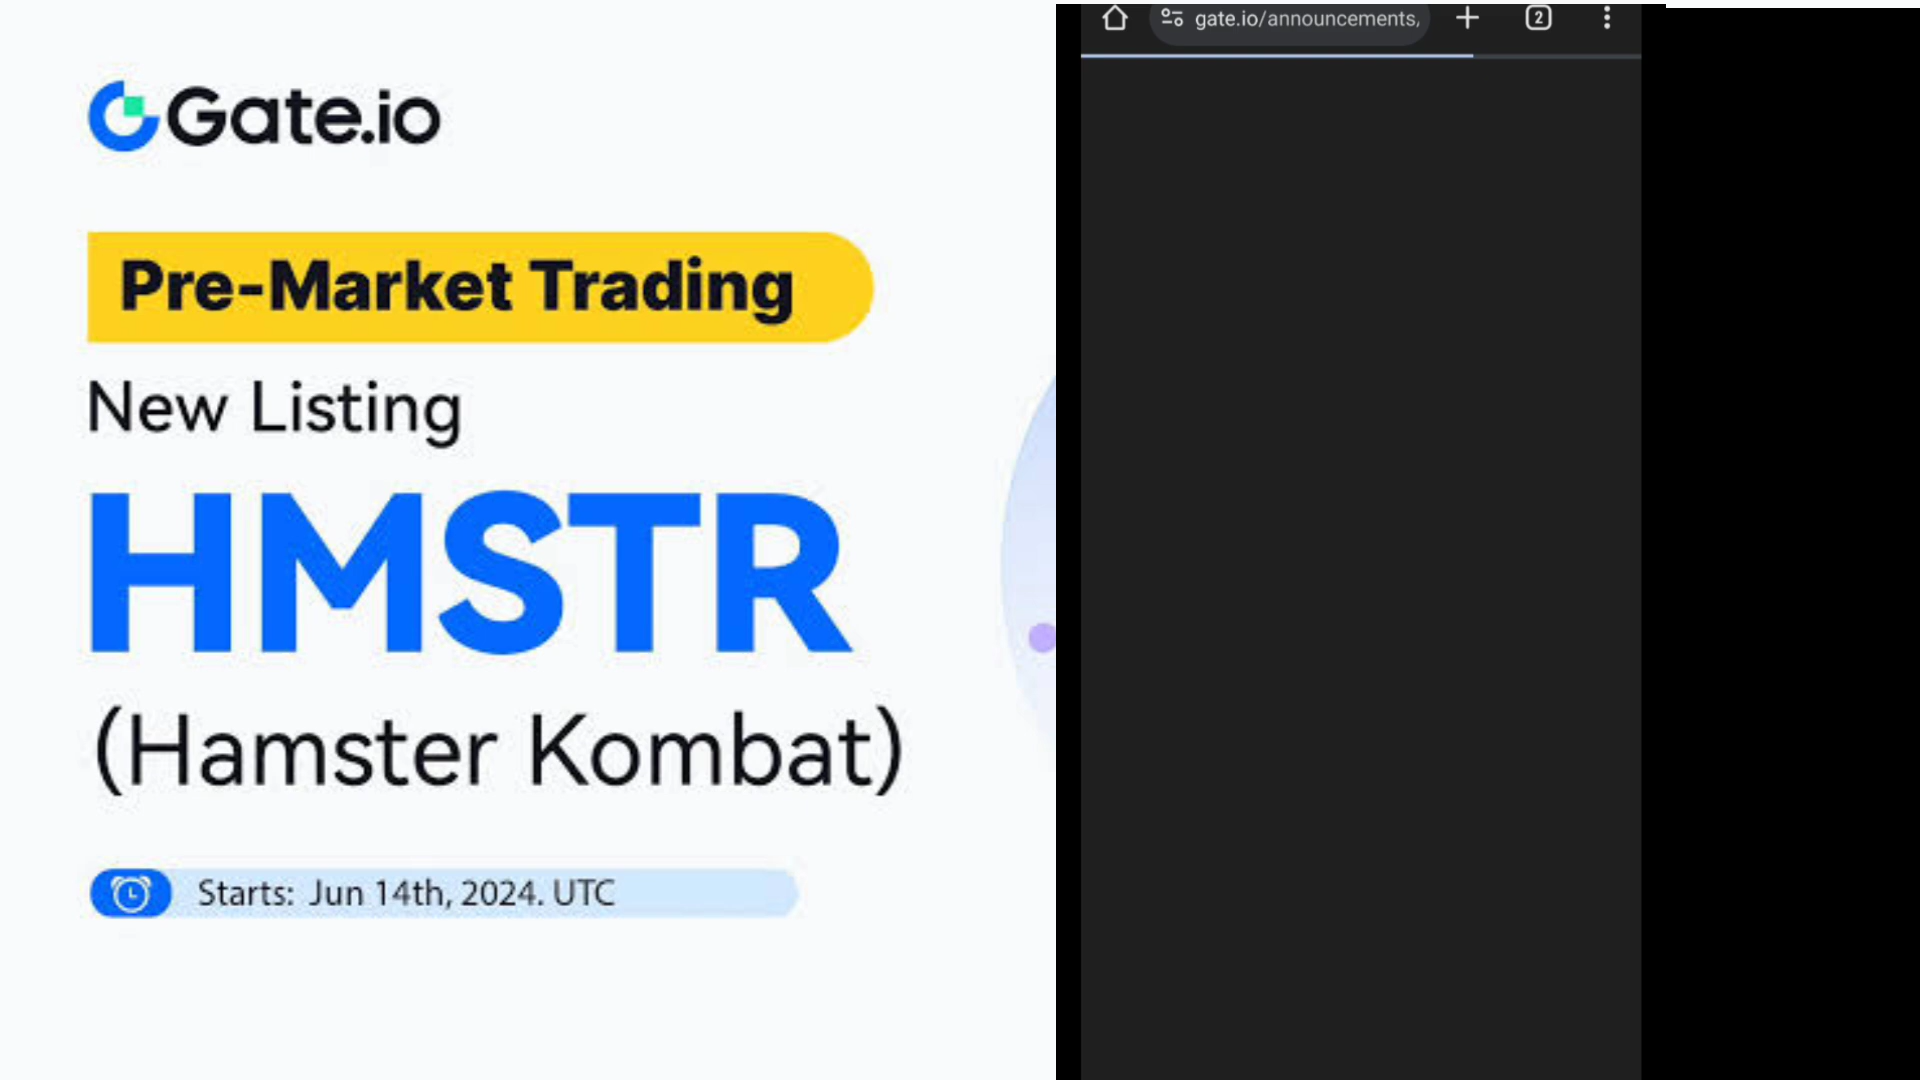 Gate.io
Pre-Market Trading
New Listing
HMSTR
(Hamster Kombat)
Starts: Jun 14th, 2024. UTC
gate.io/announcements,
2